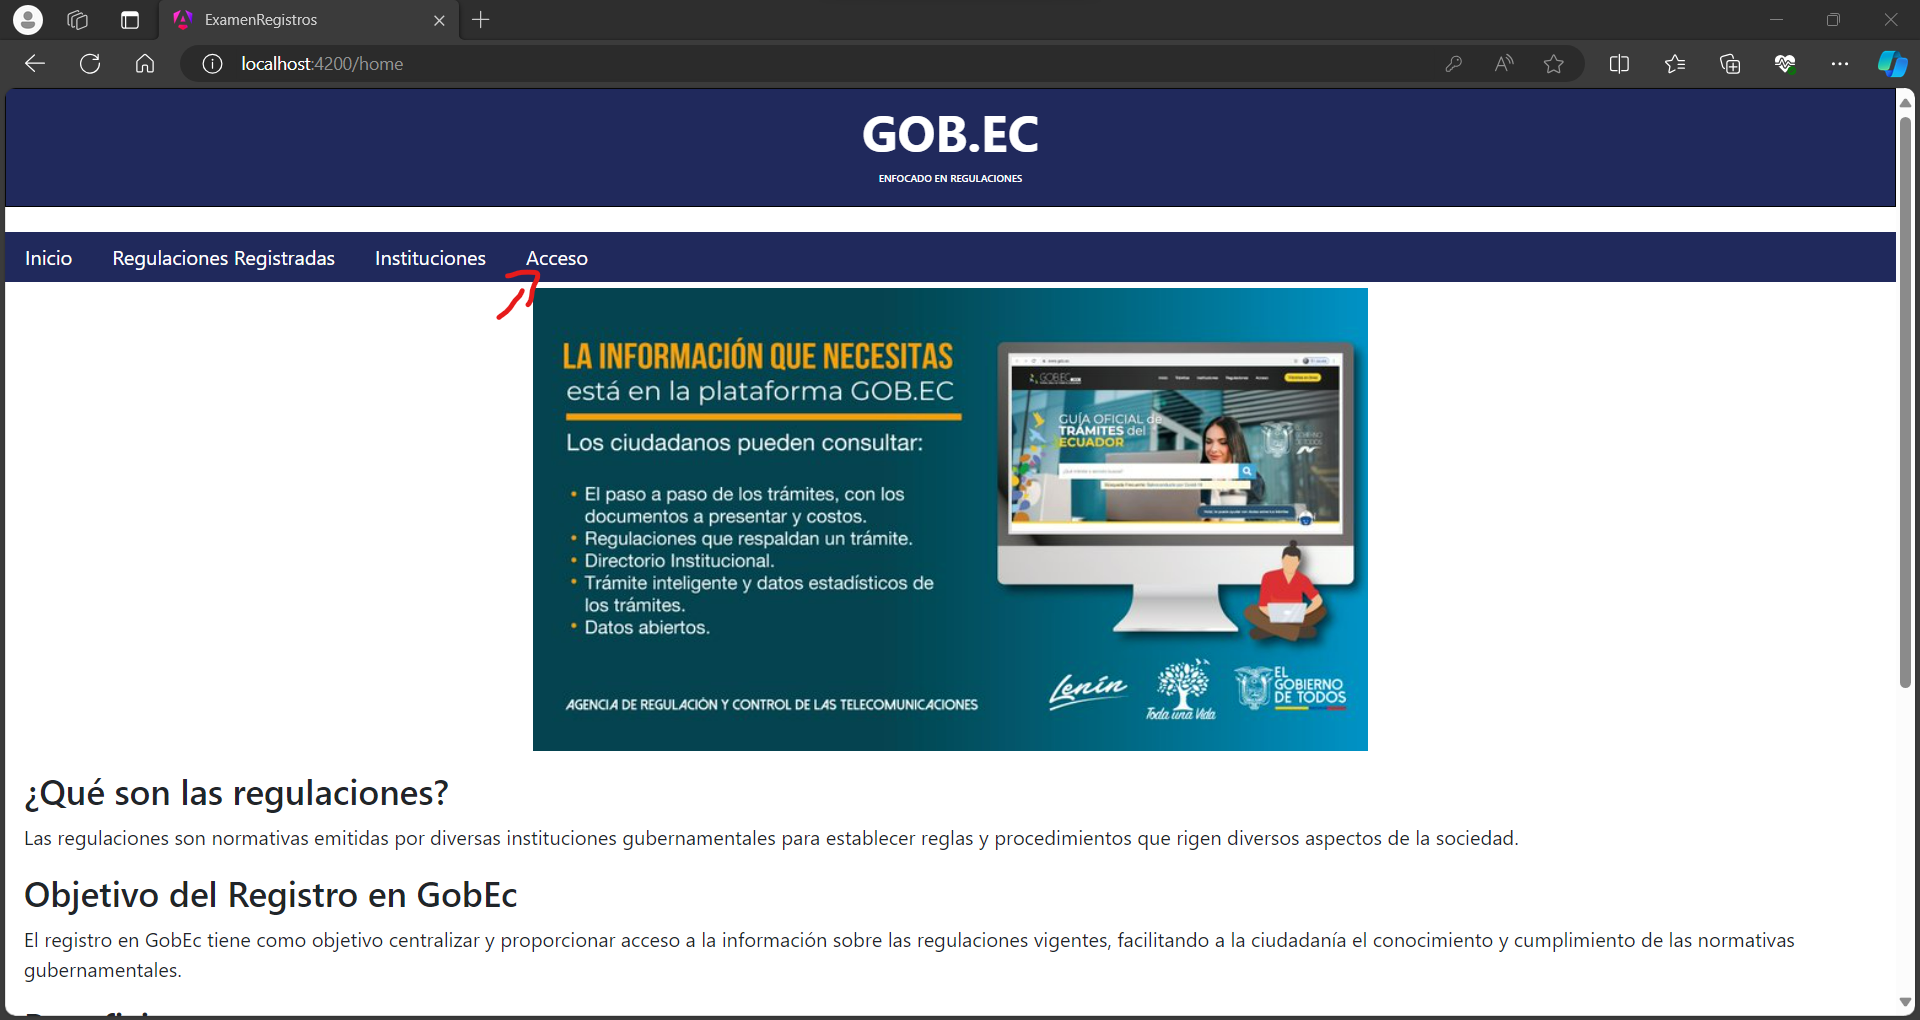 ExamenRegistros
localhost:4200/home
GOB.EC
ENFOCADO EN REGULACIONES
Inicio
Regulaciones Registradas
Instituciones
Acceso
LA INFORMACIÓN QUE NECESITAS
está en la plataforma GOB.EC
Los ciudadanos pueden consultar:
• El paso a paso de los trámites, con los
documentos a presentar y costos.
• Regulaciones que respaldan un trámite.
• Directorio Institucional.
• Trámite inteligente y datos estadísticos de
los trámites.
• Datos abiertos.
AGENCIA DE REGULACIÓN Y CONTROL DE LAS TELECOMUNICACIONES
GOB.EC
GUÍA OFICIAL de
TRÁMITES del
ECUADOR
Lenín
Toda una Vida
EL
GOBIERNO
DE TODOS
¿Qué son las regulaciones?
Las regulaciones son normativas emitidas por diversas instituciones gubernamentales para establecer reglas y procedimientos que rigen diversos aspectos de la sociedad.
Objetivo del Registro en GobEc
El registro en GobEc tiene como objetivo centralizar y proporcionar acceso a la información sobre las regulaciones vigentes, facilitando a la ciudadanía el conocimiento y cumplimiento de las normativas
gubernamentales.